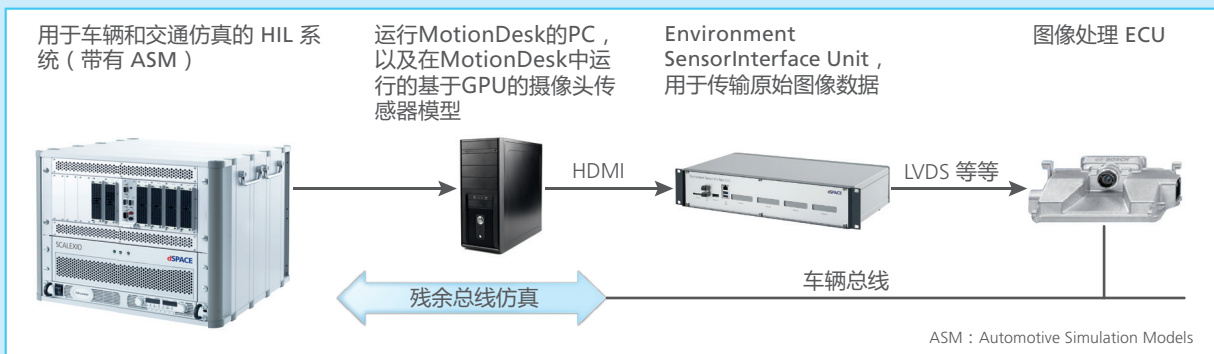 用于车辆和交通仿真的 HIL 系
统（带有 ASM）
运行MotionDesk的PC，
以及在MotionDesk中运
行的基于GPU的摄像头传
感器模型
Environment
SensorInterface Unit，
用于传输原始图像数据
图像处理 ECU
HDMI
LVDS 等等
BOSCH
dSPACE
SCALEXIO
dSPACE
残余总线仿真
车辆总线
ASM：Automotive Simulation Models